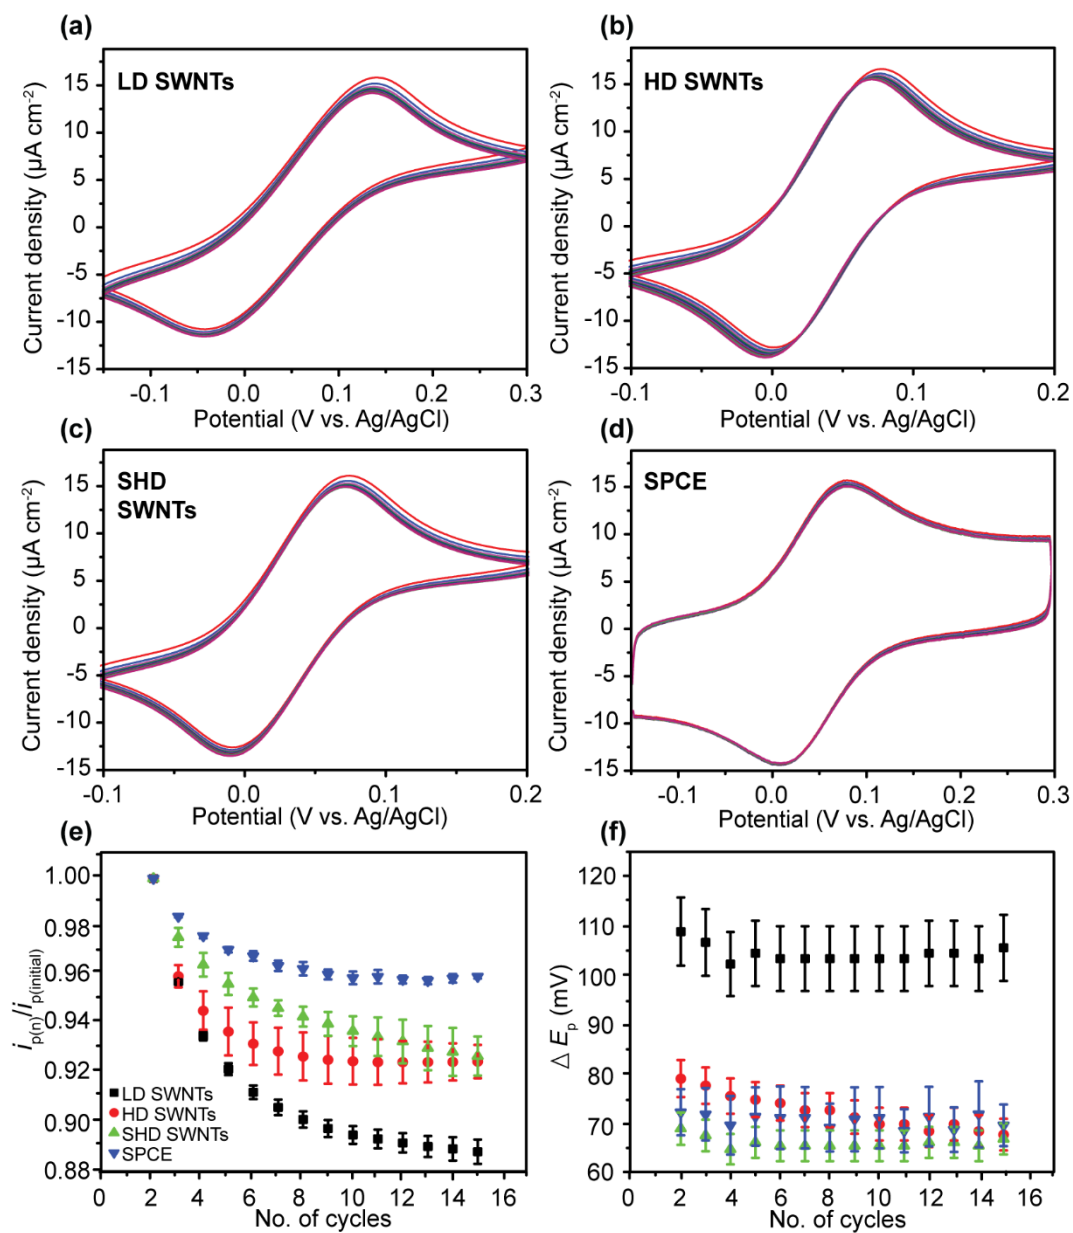 (a)
LD SWNTs
Current density (µA cm-2)
15
10
5
0
-5
-10
-15
-0.1
0.0
0.1
0.2
0.3
Potential (V vs. Ag/AgCl)
(b)
HD SWNTs
Current density (µA cm-2)
15
10
5
0
-5
-10
-15
-0.1
0.0
0.1
0.2
Potential (V vs. Ag/AgCl)
(c)
SHD
SWNTs
Current density (µA cm-2)
15
10
5
0
-5
-10
-15
-0.1
0.0
0.1
0.2
Potential (V vs. Ag/AgCl)
(d)
SPCE
Current density (µA cm-2)
15
10
5
0
-5
-10
-15
-0.1
0.0
0.1
0.2
0.3
Potential (V vs. Ag/AgCl)
(e)
ip(n)/ip(initial)
1.00
0.98
0.96
0.94
0.92
0.90
0.88
LD SWNTs
HD SWNTs
SHD SWNTs
SPCE
0
2
4
6
8
10
12
14
16
No. of cycles
(f)
Δ Ep (mV)
120
110
100
90
80
70
60
0
2
4
6
8
10
12
14
16
No. of cycles